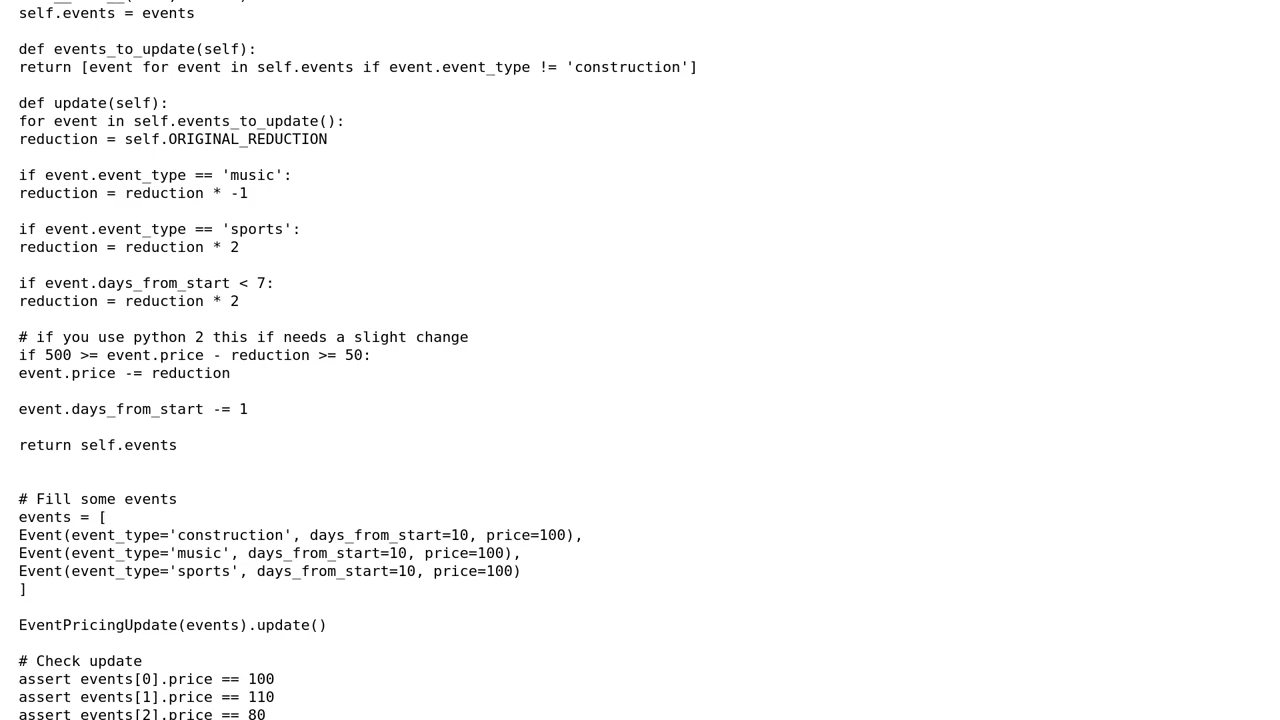 self.events = events
def events_to_update(self):
return [event for event in self.events if event.event_type != 'construction']
def update(self):
for event in self.events_to_update():
reduction = self.ORIGINAL_REDUCTION
if event.event_type == 'music':
reduction = reduction * -1
if event.event_type == 'sports':
reduction = reduction * 2
if event.days_from_start < 7:
reduction = reduction * 2
# if you use python 2 this if needs a slight change
if 500 >= event.price - reduction >= 50:
event.price -= reduction
event.days_from_start -= 1
return self.events
# Fill some events
events = [
Event(event_type='construction', days_from_start=10, price=100),
Event(event_type='music', days_from_start=10, price=100),
Event(event_type='sports', days_from_start=10, price=100)
]
EventPricingUpdate(events).update()
# Check update
assert events[0].price == 100
assert events[1].price == 110
assert events[2].price == 80